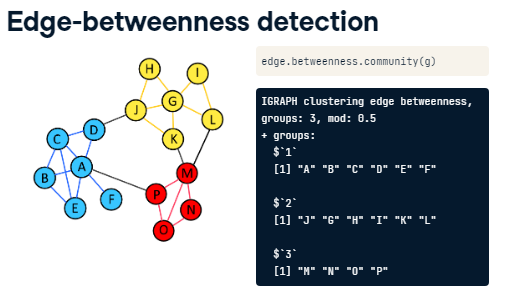 Edge-betweenness detection
edge.betweenness.community(g)
IGRAPH clustering edge betweenness,
groups: 3, mod: 0.5
+ groups:
$`1`
[1] "A" "B" "C" "D" "E" "F"
$`2`
[1] "J" "G" "H" "I" "K" "L"
$`3`
[1] "M" "N" "O" "P"
H
I
G
J
L
K
D
C
A
B
E
F
M
P
N
O